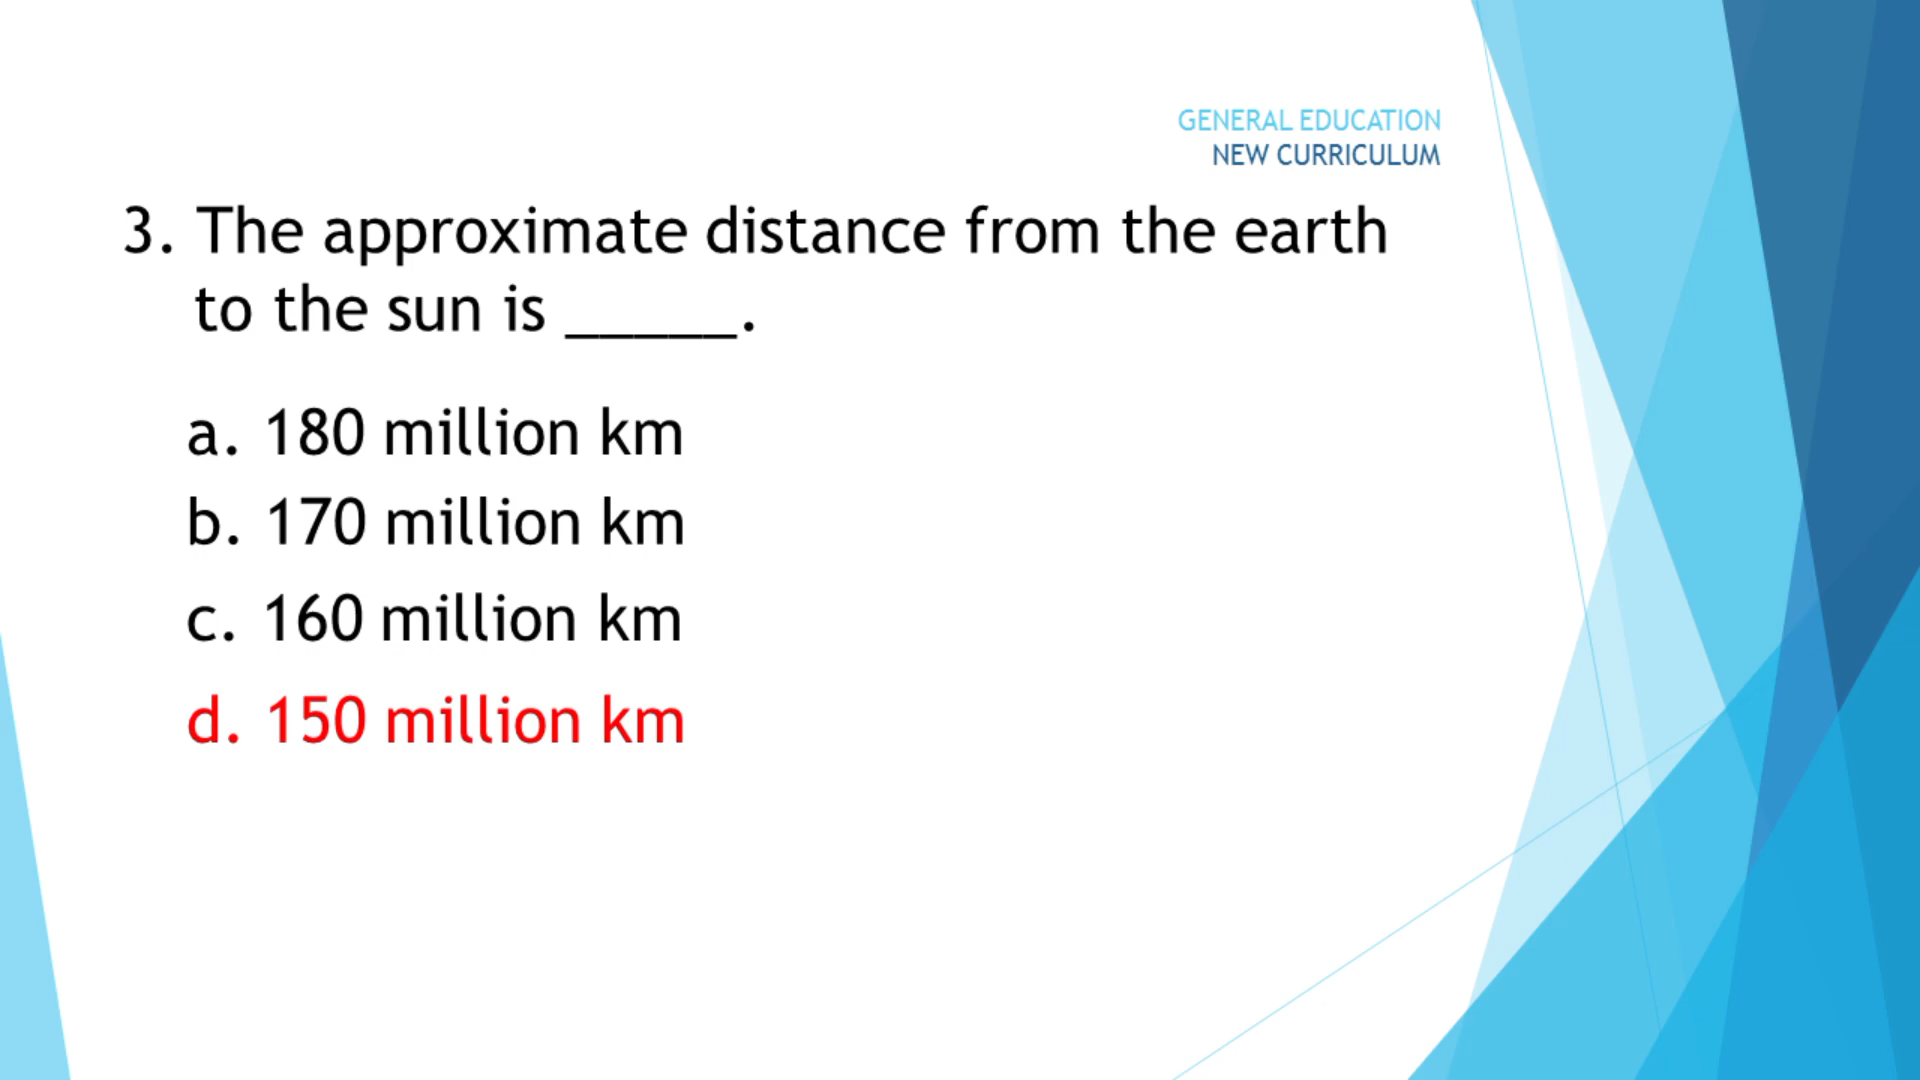 GENERAL EDUCATION
NEW CURRICULUM
3. The approximate distance from the earth
to the sun is _____.
a. 180 million km
b. 170 million km
c. 160 million km
d. 150 million km